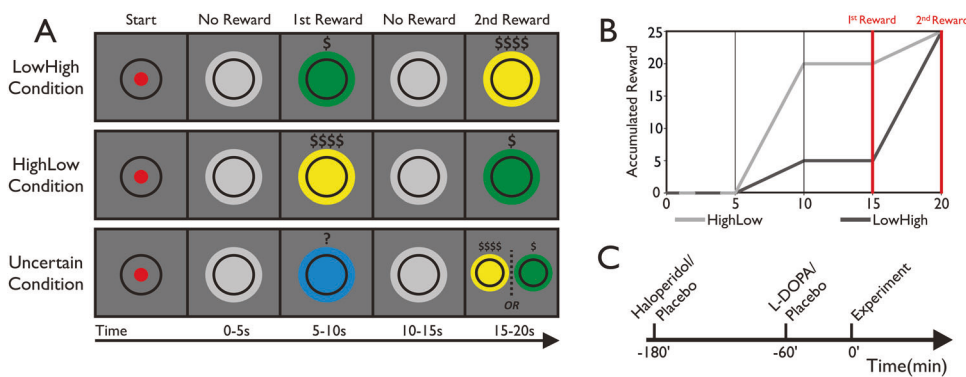 A
Start No Reward 1st Reward No Reward 2nd Reward
LowHigh
Condition
$ $$$$
HighLow
Condition
$$$$ $
Uncertain
Condition
? $$$$ $
OR
Time 0-5s 5-10s 10-15s 15-20s
B
1st Reward 2nd Reward
Accumulated Reward
25
20
15
10
5
0
0 5 10 15 20
HighLow LowHigh
C
Haloperidol/
Placebo
L-DOPA/
Placebo
Experiment
-180' -60' 0'
Time(min)